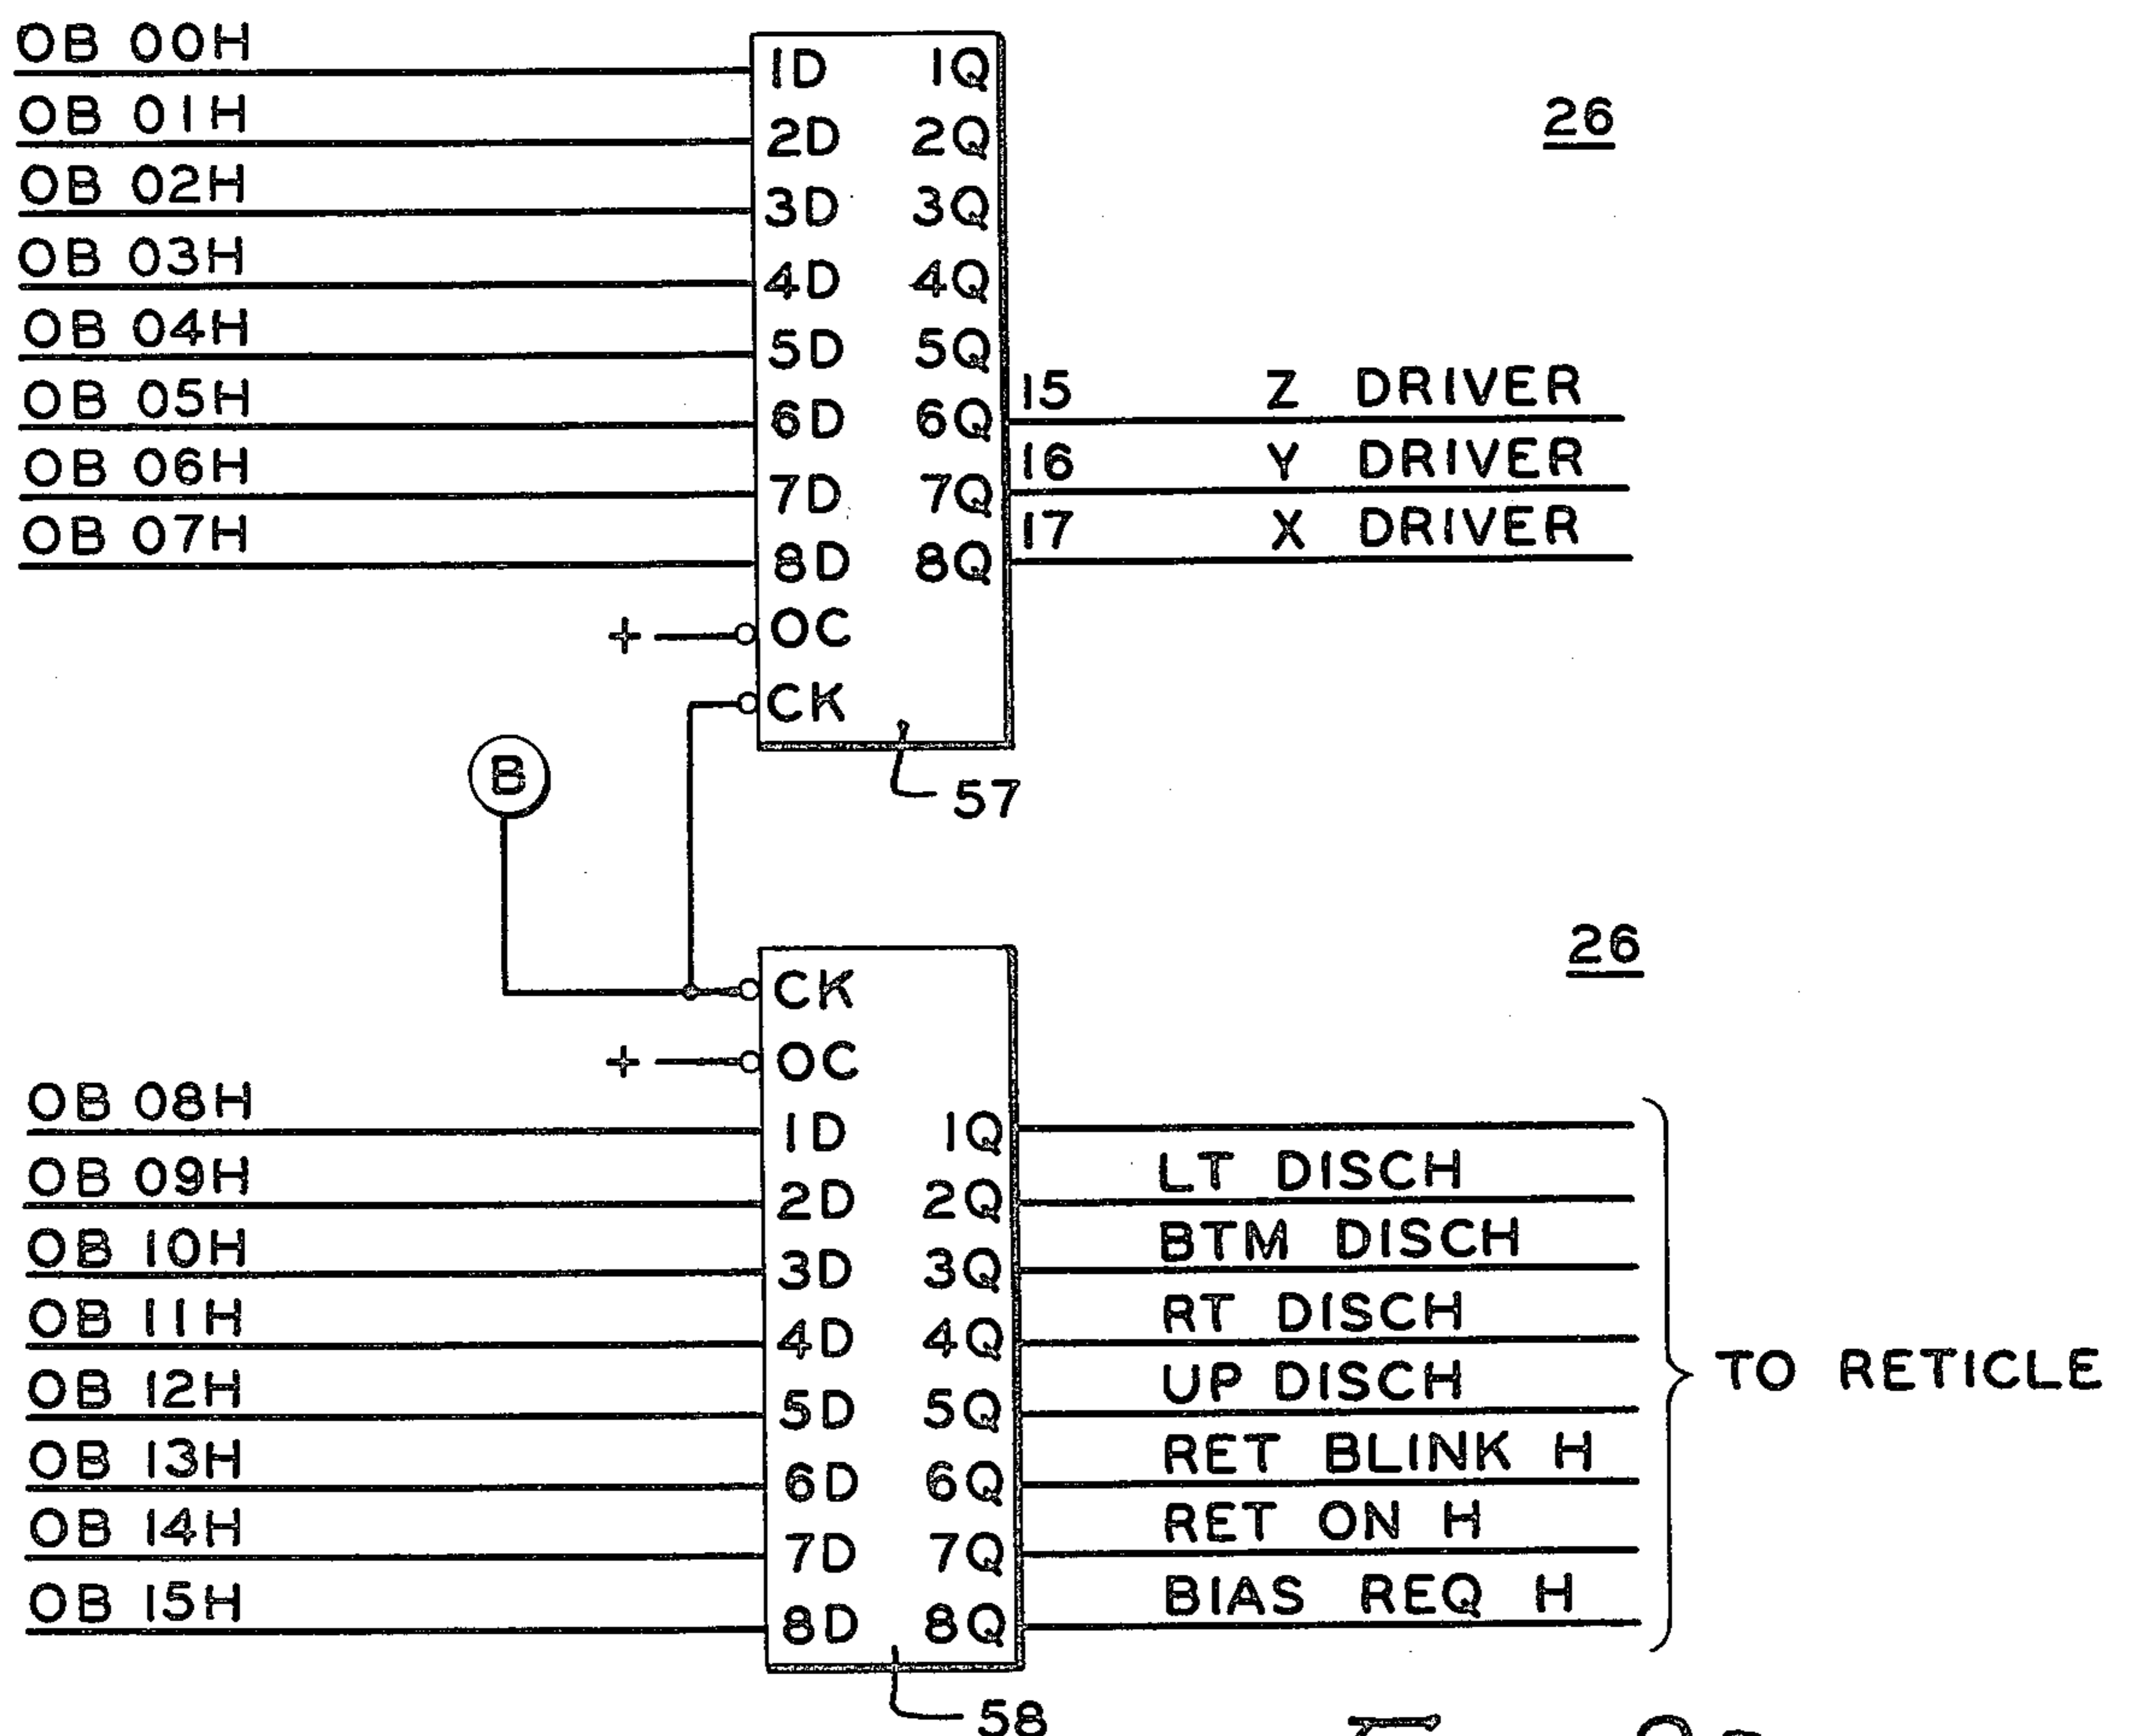 OB 00H
1D 1Q
OB 01H
2D 2Q
26
OB 02H
3D 3Q
OB 03H
4D 4Q
OB 04H
5D 5Q
OB 05H
6D 6Q 15 Z DRIVER
OB 06H
7D 7Q 16 Y DRIVER
OB 07H
8D 8Q 17 X DRIVER
+ OC
CK
B
57
26
CK
+ OC
OB 08H
1D 1Q
OB 09H
2D 2Q LT DISCH
OB 10H
3D 3Q BTM DISCH
OB 11H
4D 4Q RT DISCH
OB 12H
5D 5Q UP DISCH
TO RETICLE
OB 13H
6D 6Q RET BLINK H
OB 14H
7D 7Q RET ON H
OB 15H
8D 8Q BIAS REQ H
58